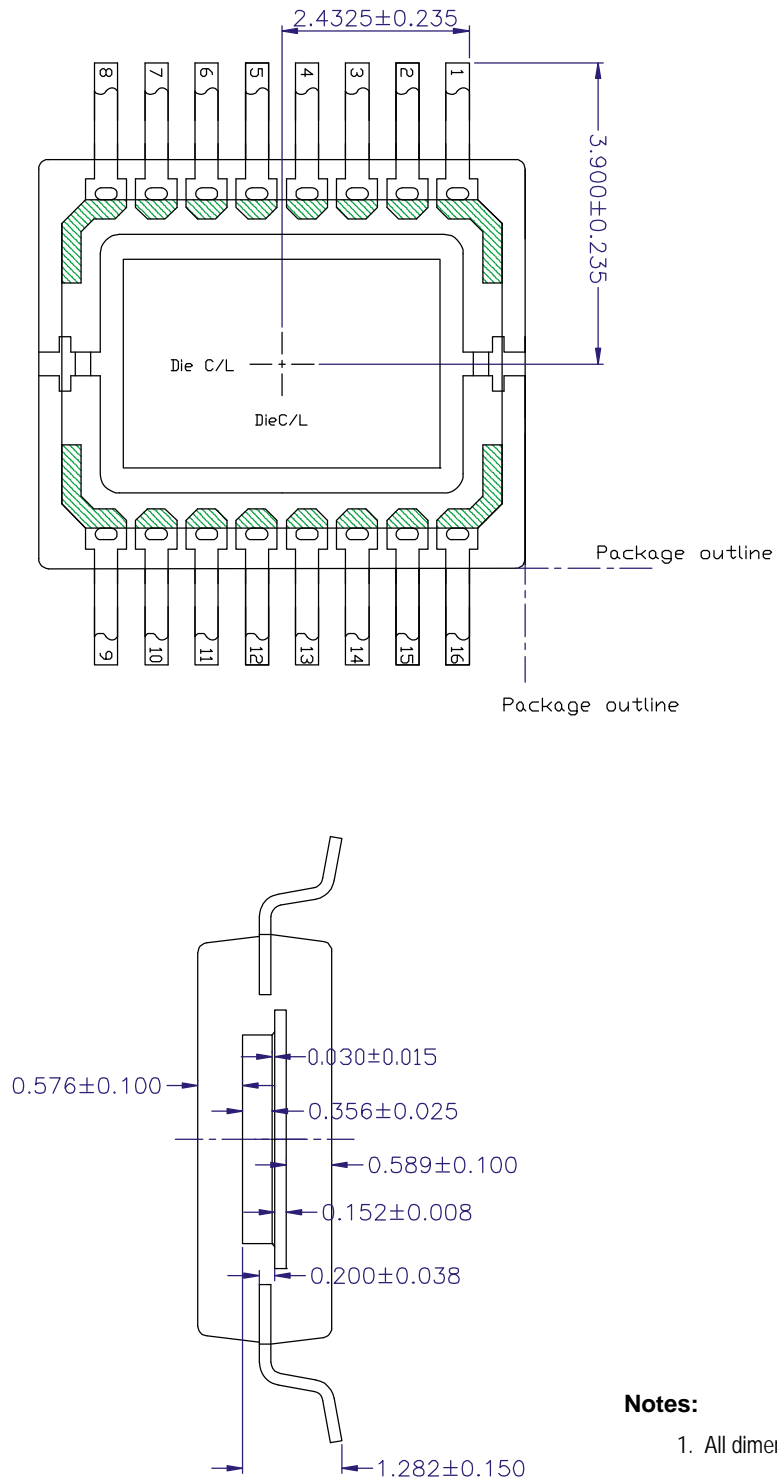 2.4325±0.235
8 7 6 5 4 3 2 1
3.900±0.235
Die C/L
DieC/L
Package outline
9 10 11 12 13 14 15 16
Package outline
0.030±0.015
0.576±0.100
0.356±0.025
0.589±0.100
0.152±0.008
0.200±0.038
Notes:
1. All dimen
1.282±0.150